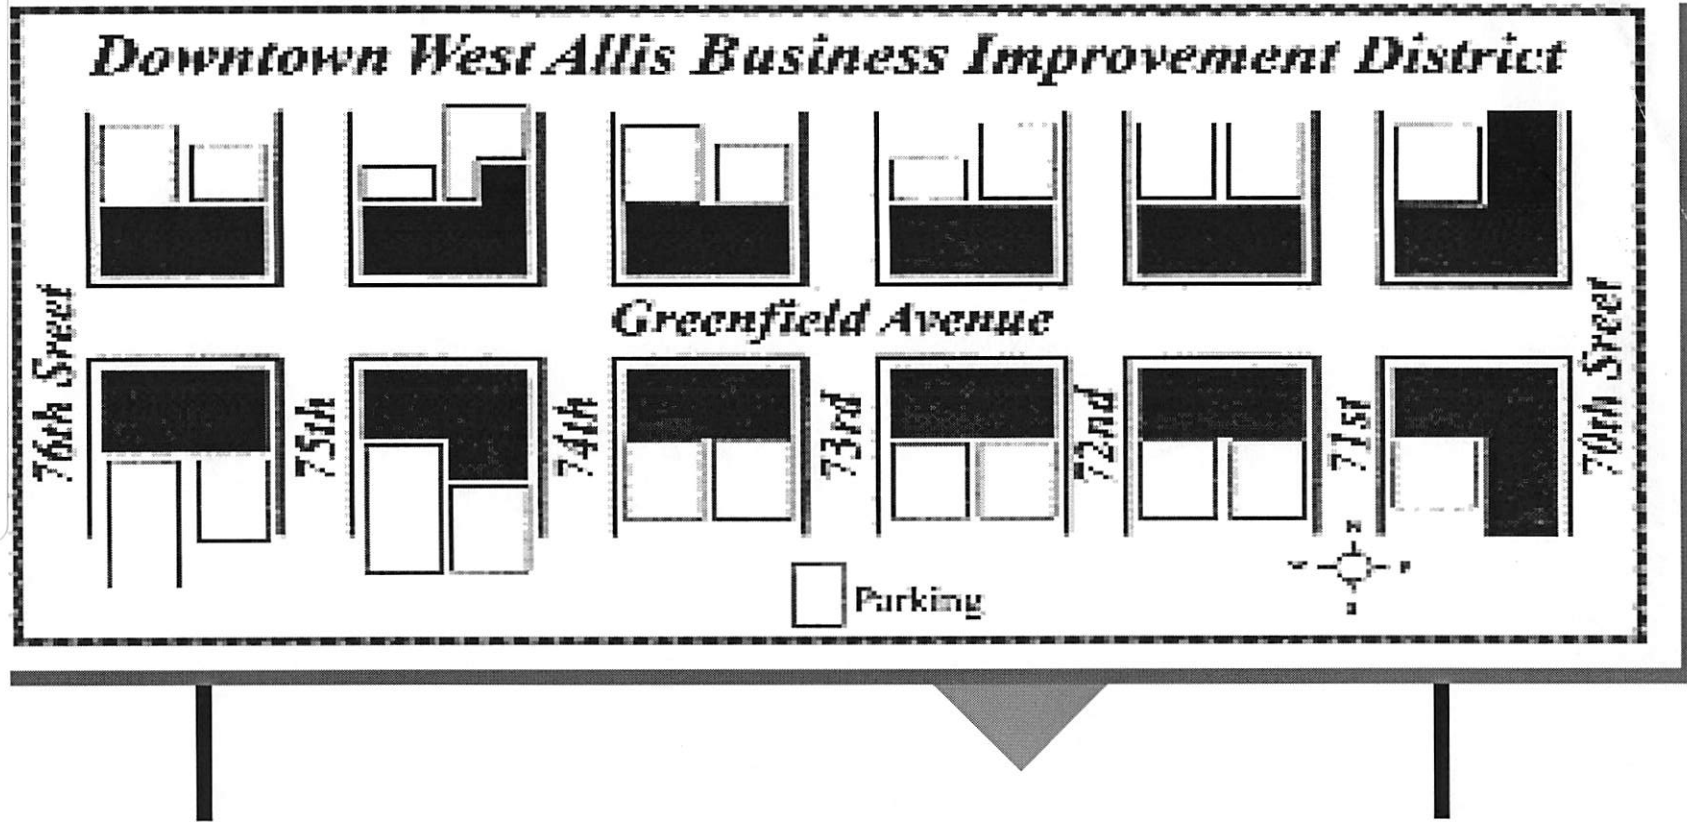 Downtown West Allis Business Improvement District
Greenfield Avenue
76th Sreet
75th
74th
73rd
72nd
71st
70th Sreet
N
W
E
S
Parking